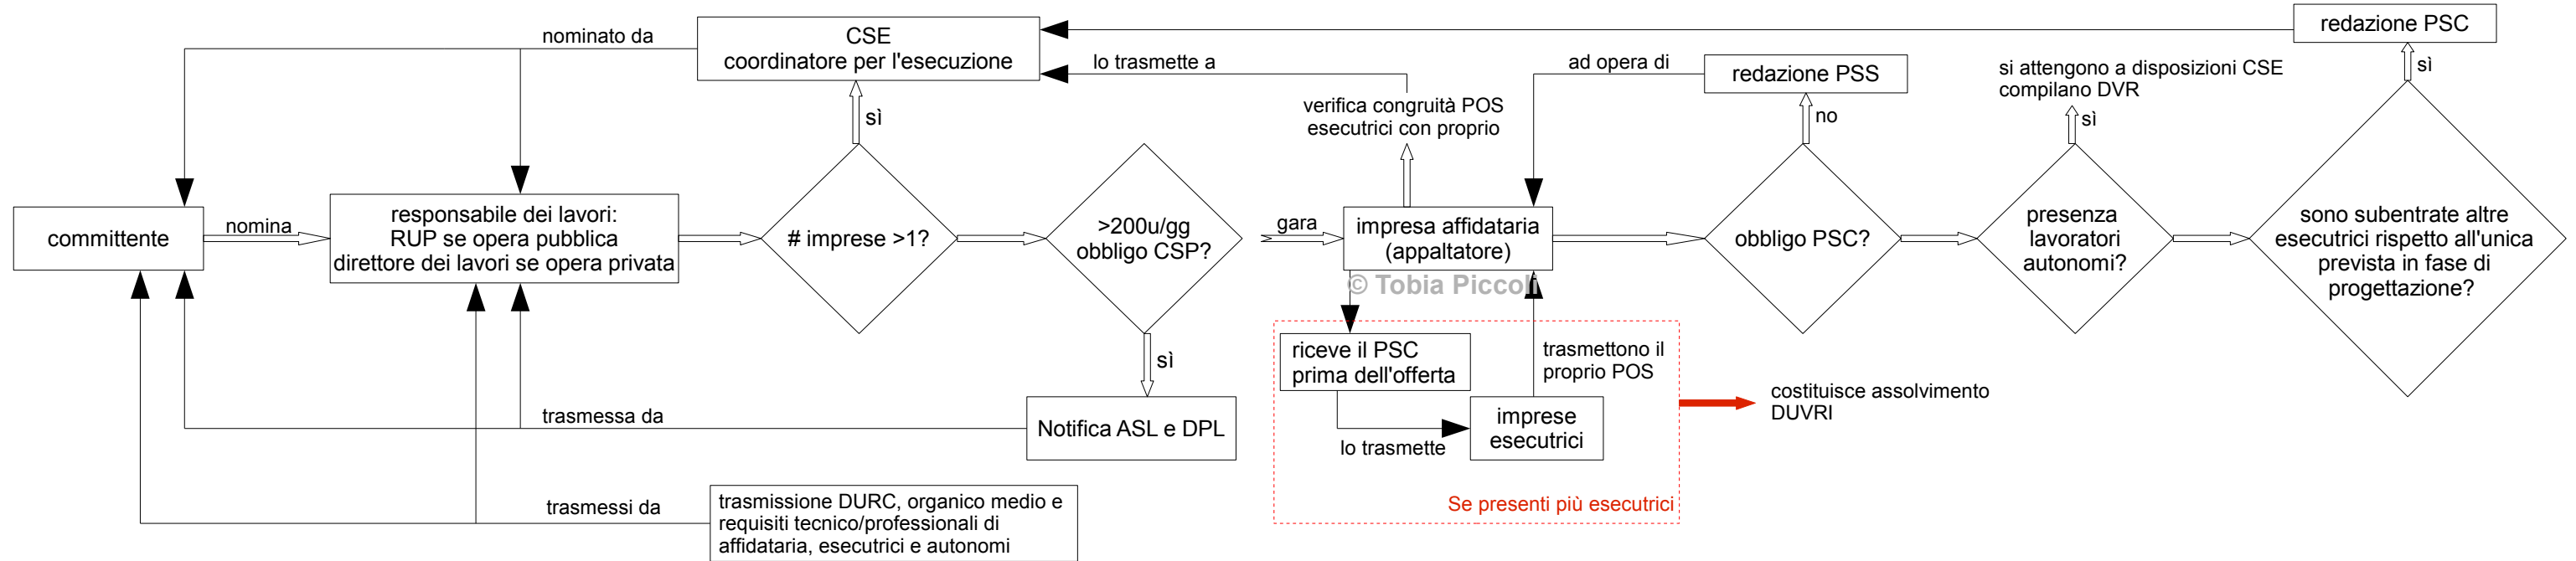 redazione PSC
nominato da
CSE
coordinatore per l'esecuzione
lo trasmette a
ad opera di
redazione PSS
si attengono a disposizioni CSE
compilano DVR
sì
verifica congruità POS
esecutrici con proprio
sì
no
sì
committente
nomina
responsabile dei lavori:
RUP se opera pubblica
direttore dei lavori se opera privata
# imprese >1?
>200u/gg
obbligo CSP?
gara
impresa affidataria
(appaltatore)
obbligo PSC?
presenza
lavoratori
autonomi?
sono subentrate altre
esecutrici rispetto all'unica
prevista in fase di
progettazione?
© Tobia Piccoli
sì
riceve il PSC
prima dell'offerta
trasmettono il
proprio POS
costituisce assolvimento
DUVRI
trasmessa da
Notifica ASL e DPL
lo trasmette
imprese
esecutrici
Se presenti più esecutrici
trasmessi da
trasmissione DURC, organico medio e
requisiti tecnico/professionali di
affidataria, esecutrici e autonomi